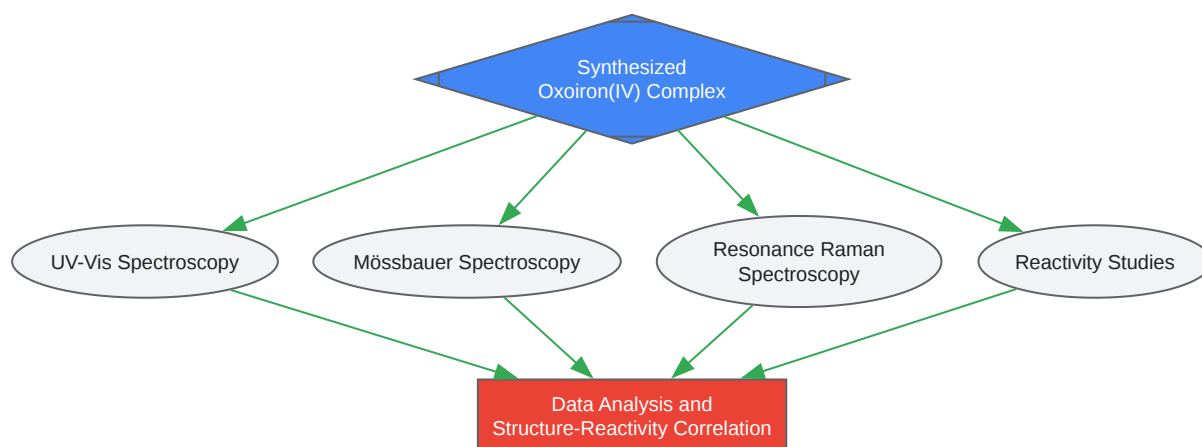 Synthesized
Oxoiron(IV) Complex
UV-Vis Spectroscopy
Mössbauer Spectroscopy
Resonance Raman
Spectroscopy
Reactivity Studies
Data Analysis and
Structure-Reactivity Correlation